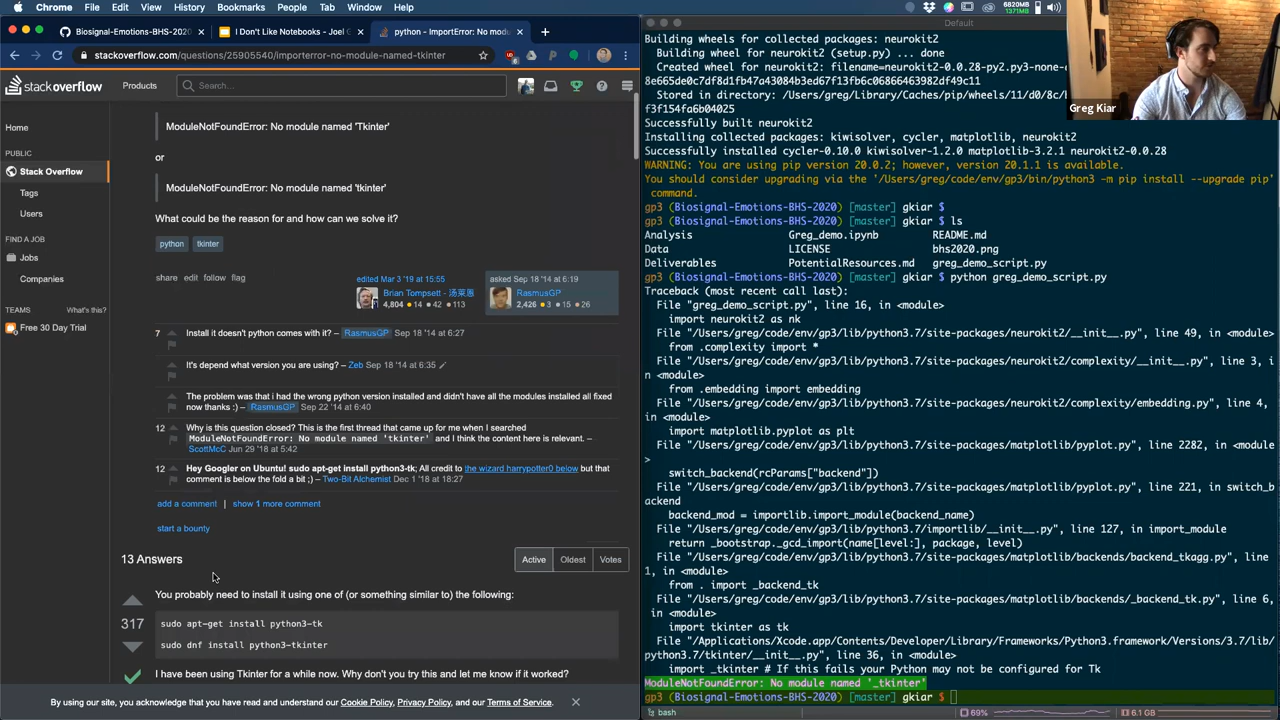 Chrome File Edit View History Bookmarks People Tab Window Help
6820MB
1371MB
Biosignal-Emotions-BHS-2020
I Don't Like Notebooks - Joel G
python - ImportError: No mod
stackoverflow.com/questions/25905540/importerror-no-module-named-tkinter
stackoverflow
Products
Search...
Home
PUBLIC
Stack Overflow
Tags
Users
FIND A JOB
Jobs
Companies
TEAMS What's this?
Free 30 Day Trial
ModuleNotFoundError: No module named 'Tkinter'
or
ModuleNotFoundError: No module named 'tkinter'
What could be the reason for and how can we solve it?
python tkinter
share edit follow flag
edited Mar 3 '19 at 15:55
Brian Tompsett - 汤莱恩
4,804 14 42 113
asked Sep 18 '14 at 6:19
RasmusGP
2,426 3 15 26
7 Install it doesn't python comes with it? – RasmusGP Sep 18 '14 at 6:27
It's depend what version you are using? – Zeb Sep 18 '14 at 6:35
The problem was that i had the wrong python version installed and didn't have all the modules installed all fixed
now thanks :) – RasmusGP Sep 22 '14 at 6:40
12 Why is this question closed? This is the first thread that came up for me when I searched
ModuleNotFoundError: No module named 'tkinter' and I think the content here is relevant. –
ScottMcC Jun 29 '18 at 5:42
12 Hey Googler on Ubuntu! sudo apt-get install python3-tk; All credit to the wizard harrypotter0 below but that
comment is below the fold a bit ;) – Two-Bit Alchemist Dec 1 '18 at 18:27
add a comment | show 1 more comment
start a bounty
13 Answers
Active Oldest Votes
You probably need to install it using one of (or something similar to) the following:
317
sudo apt-get install python3-tk
sudo dnf install python3-tkinter
I have been using Tkinter for a while now. Why don't you try this and let me know if it worked?
By using our site, you acknowledge that you have read and understand our Cookie Policy, Privacy Policy, and our Terms of Service.
Default
Greg Kiar
Building wheels for collected packages: neurokit2
Building wheel for neurokit2 (setup.py) ... done
Created wheel for neurokit2: filename=neurokit2-0.0.28-py2.py3-none-
8e665de0c7df8d1fb47a43084b3ed67f13fb6c06866463982df49c11
Stored in directory: /Users/greg/Library/Caches/pip/wheels/11/d0/8c/
f3f154fa6b04025
Successfully built neurokit2
Installing collected packages: kiwisolver, cycler, matplotlib, neurokit2
Successfully installed cycler-0.10.0 kiwisolver-1.2.0 matplotlib-3.2.1 neurokit2-0.0.28
WARNING: You are using pip version 20.0.2; however, version 20.1.1 is available.
You should consider upgrading via the '/Users/greg/code/env/gp3/bin/python3 -m pip install --upgrade pip'
command.
gp3 (Biosignal-Emotions-BHS-2020) [master] gkiar $
gp3 (Biosignal-Emotions-BHS-2020) [master] gkiar $ ls
Analysis Greg_demo.ipynb README.md
Data LICENSE bhs2020.png
Deliverables PotentialResources.md greg_demo_script.py
gp3 (Biosignal-Emotions-BHS-2020) [master] gkiar $ python greg_demo_script.py
Traceback (most recent call last):
File "greg_demo_script.py", line 16, in <module>
import neurokit2 as nk
File "/Users/greg/code/env/gp3/lib/python3.7/site-packages/neurokit2/__init__.py", line 49, in <module>
from .complexity import *
File "/Users/greg/code/env/gp3/lib/python3.7/site-packages/neurokit2/complexity/__init__.py", line 3, i
n <module>
from .embedding import embedding
File "/Users/greg/code/env/gp3/lib/python3.7/site-packages/neurokit2/complexity/embedding.py", line 4,
in <module>
import matplotlib.pyplot as plt
File "/Users/greg/code/env/gp3/lib/python3.7/site-packages/matplotlib/pyplot.py", line 2282, in <module
>
switch_backend(rcParams["backend"])
File "/Users/greg/code/env/gp3/lib/python3.7/site-packages/matplotlib/pyplot.py", line 221, in switch_b
ackend
backend_mod = importlib.import_module(backend_name)
File "/Users/greg/code/env/gp3/lib/python3.7/importlib/__init__.py", line 127, in import_module
return _bootstrap._gcd_import(name[level:], package, level)
File "/Users/greg/code/env/gp3/lib/python3.7/site-packages/matplotlib/backends/backend_tkagg.py", line
1, in <module>
from . import _backend_tk
File "/Users/greg/code/env/gp3/lib/python3.7/site-packages/matplotlib/backends/_backend_tk.py", line 6,
in <module>
import tkinter as tk
File "/Applications/Xcode.app/Contents/Developer/Library/Frameworks/Python3.framework/Versions/3.7/lib/
python3.7/tkinter/__init__.py", line 36, in <module>
import _tkinter # If this fails your Python may not be configured for Tk
ModuleNotFoundError: No module named '_tkinter'
gp3 (Biosignal-Emotions-BHS-2020) [master] gkiar $
bash
69%
6.1 GB